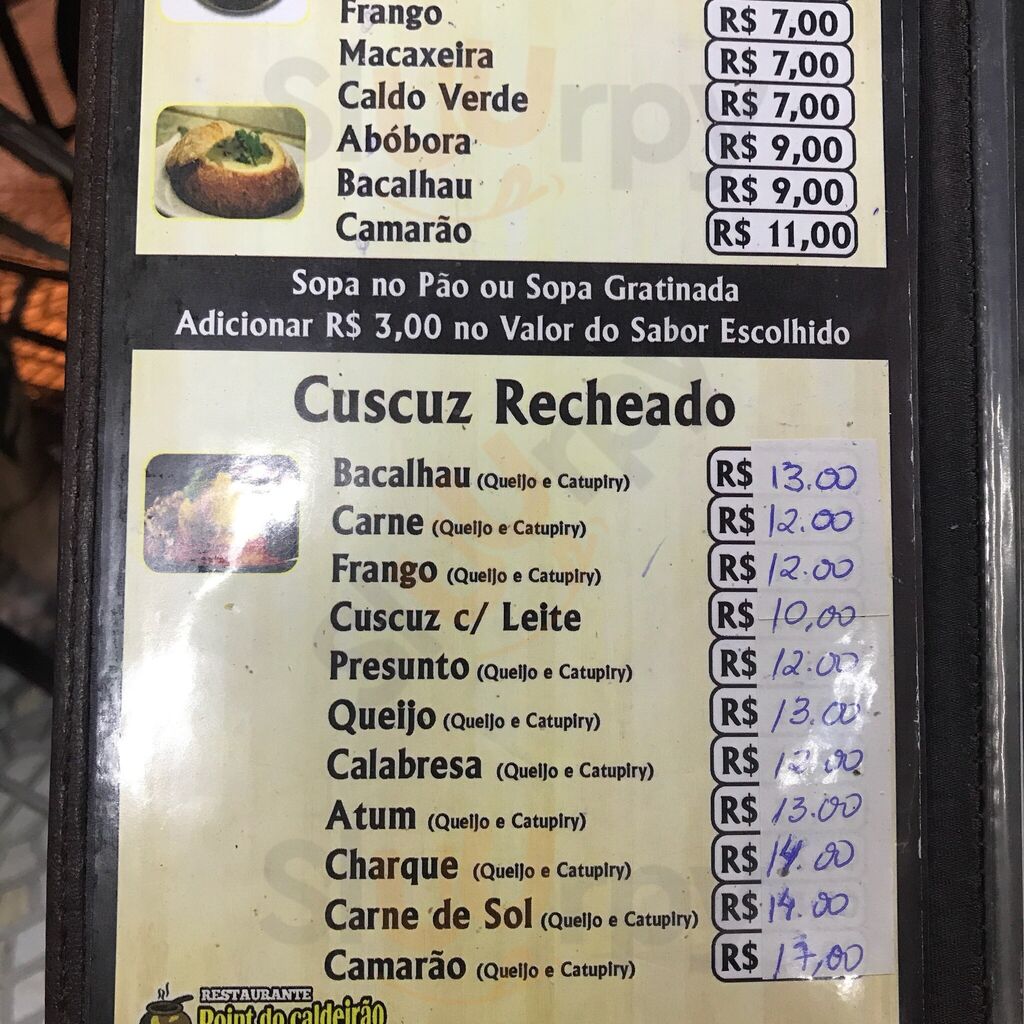 Frango R$ 7,00
Macaxeira R$ 7,00
Caldo Verde R$ 7,00
Abóbora R$ 9,00
Bacalhau R$ 9,00
Camarão R$ 11,00
Sopa no Pão ou Sopa Gratinada
Adicionar R$ 3,00 no Valor do Sabor Escolhido
Cuscuz Recheado
Bacalhau (Queijo e Catupiry) R$ 13.00
Carne (Queijo e Catupiry) R$ 12.00
Frango (Queijo e Catupiry) R$ 12.00
Cuscuz c/ Leite R$ 10,00
Presunto (Queijo e Catupiry) R$ 12.00
Queijo (Queijo e Catupiry) R$ 13.00
Calabresa (Queijo e Catupiry) R$ 12.00
Atum (Queijo e Catupiry) R$ 13.00
Charque (Queijo e Catupiry) R$ 14.00
Carne de Sol (Queijo e Catupiry) R$ 14.00
Camarão (Queijo e Catupiry) R$ 17,00
RESTAURANTE
Point do caldeirão